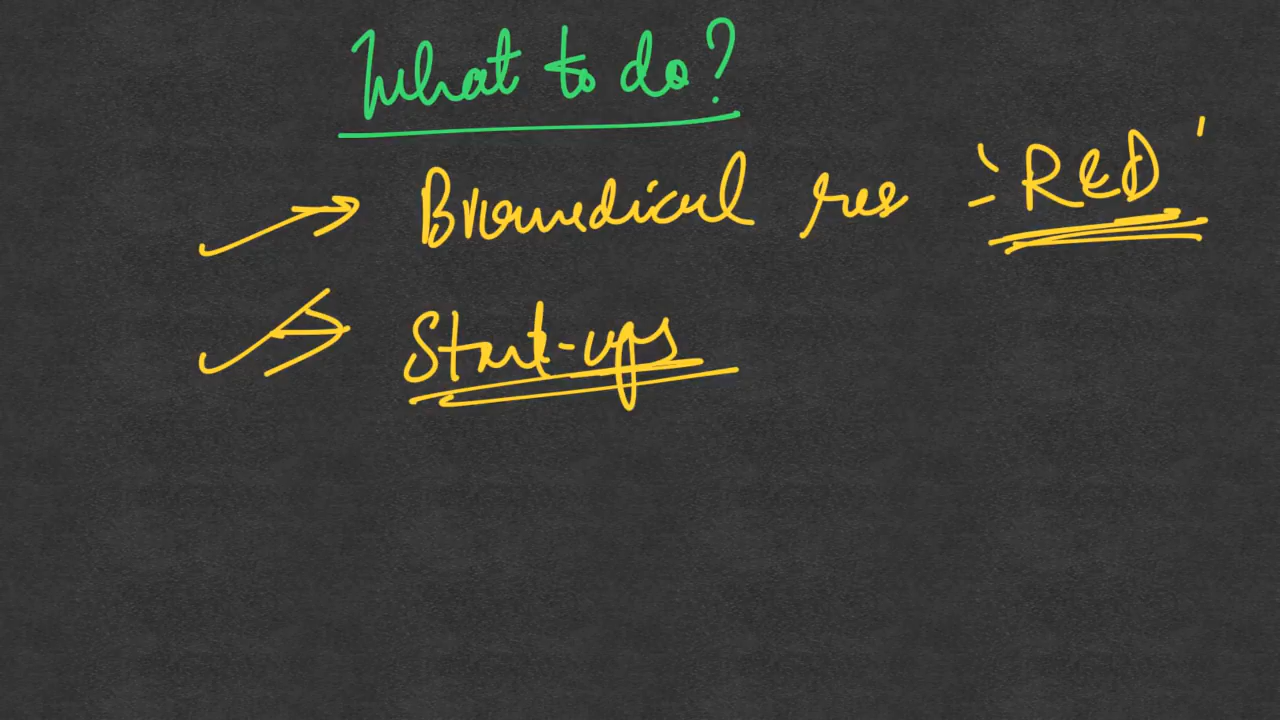 What to do?
→ Biomedical res - 'R&D'
→ Start-ups